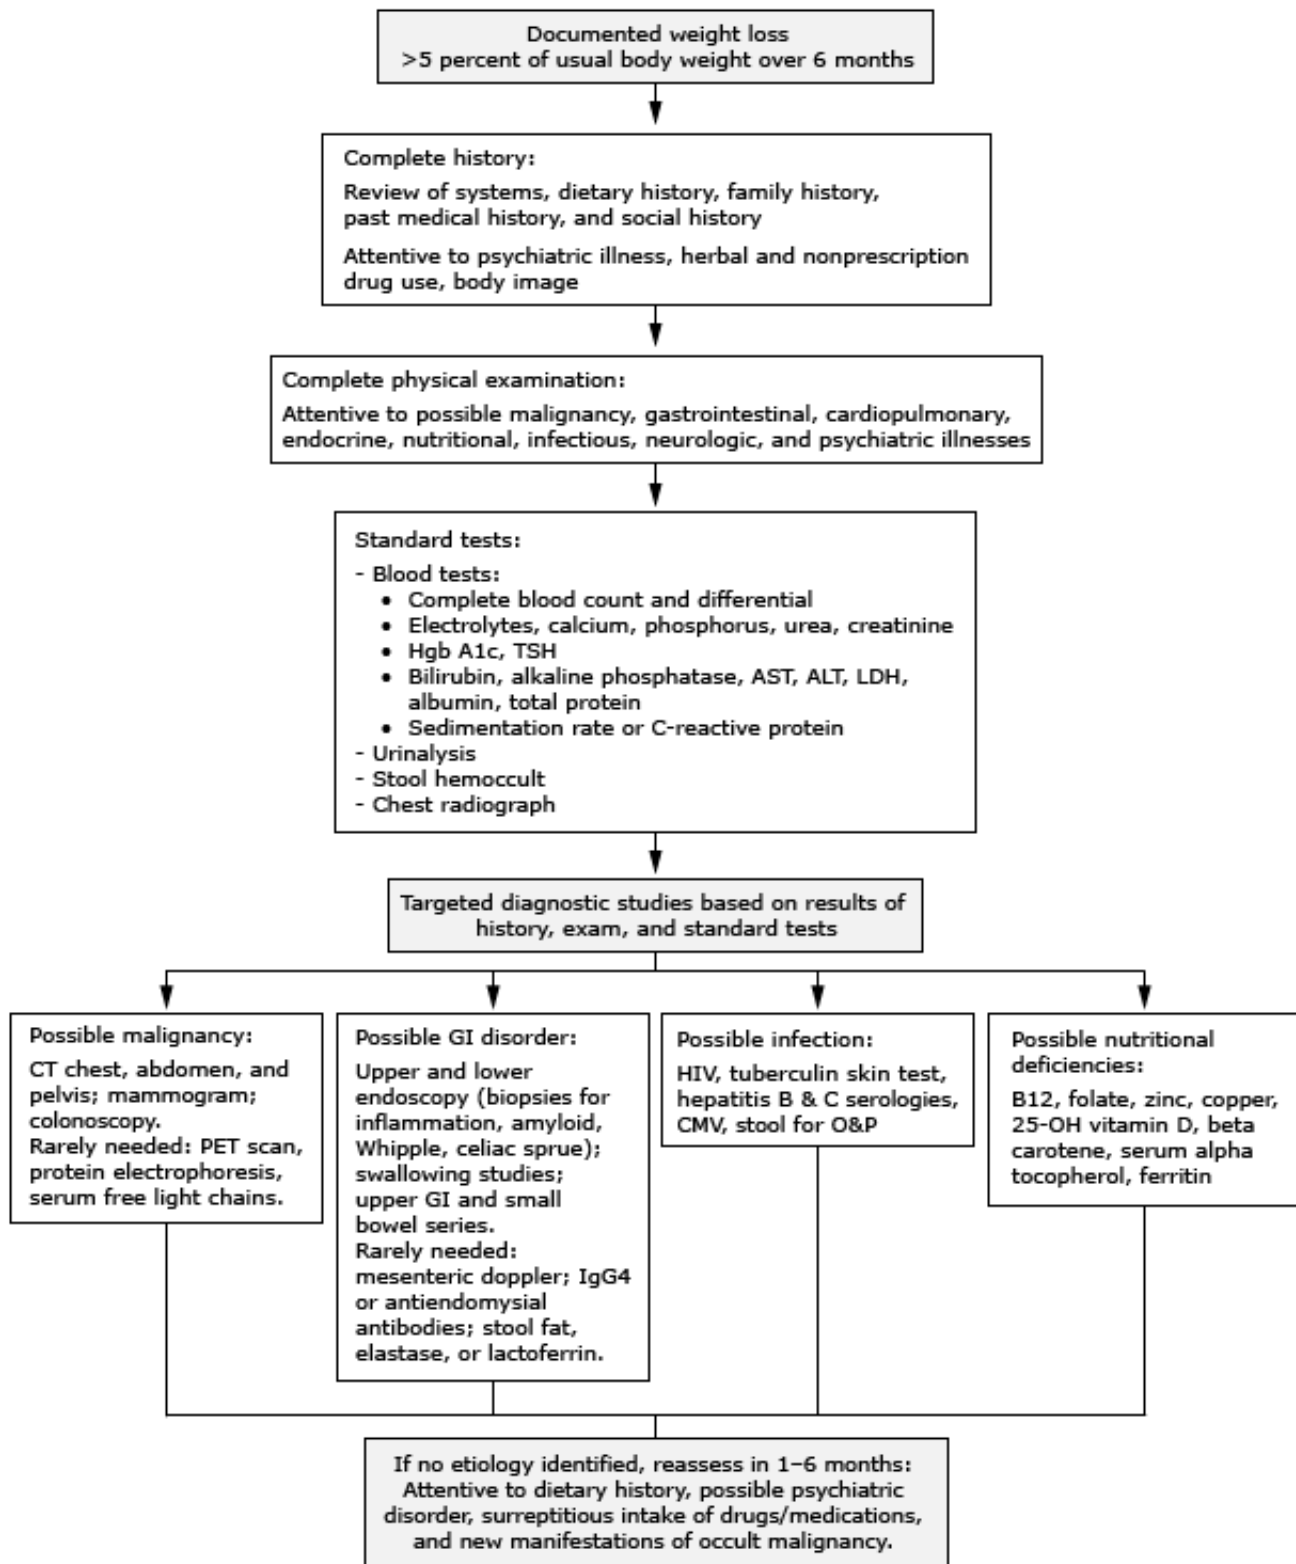 Documented weight loss
>5 percent of usual body weight over 6 months
Complete history:
Review of systems, dietary history, family history,
past medical history, and social history
Attentive to psychiatric illness, herbal and nonprescription
drug use, body image
Complete physical examination:
Attentive to possible malignancy, gastrointestinal, cardiopulmonary,
endocrine, nutritional, infectious, neurologic, and psychiatric illnesses
Standard tests:
- Blood tests:
• Complete blood count and differential
• Electrolytes, calcium, phosphorus, urea, creatinine
• Hgb A1c, TSH
• Bilirubin, alkaline phosphatase, AST, ALT, LDH,
albumin, total protein
• Sedimentation rate or C-reactive protein
- Urinalysis
- Stool hemoccult
- Chest radiograph
Targeted diagnostic studies based on results of
history, exam, and standard tests
Possible malignancy:
CT chest, abdomen, and
pelvis; mammogram;
colonoscopy.
Rarely needed: PET scan,
protein electrophoresis,
serum free light chains.
Possible GI disorder:
Upper and lower
endoscopy (biopsies for
inflammation, amyloid,
Whipple, celiac sprue);
swallowing studies;
upper GI and small
bowel series.
Rarely needed:
mesenteric doppler; IgG4
or antiendomysial
antibodies; stool fat,
elastase, or lactoferrin.
Possible infection:
HIV, tuberculin skin test,
hepatitis B & C serologies,
CMV, stool for O&P
Possible nutritional
deficiencies:
B12, folate, zinc, copper,
25-OH vitamin D, beta
carotene, serum alpha
tocopherol, ferritin
If no etiology identified, reassess in 1–6 months:
Attentive to dietary history, possible psychiatric
disorder, surreptitious intake of drugs/medications,
and new manifestations of occult malignancy.